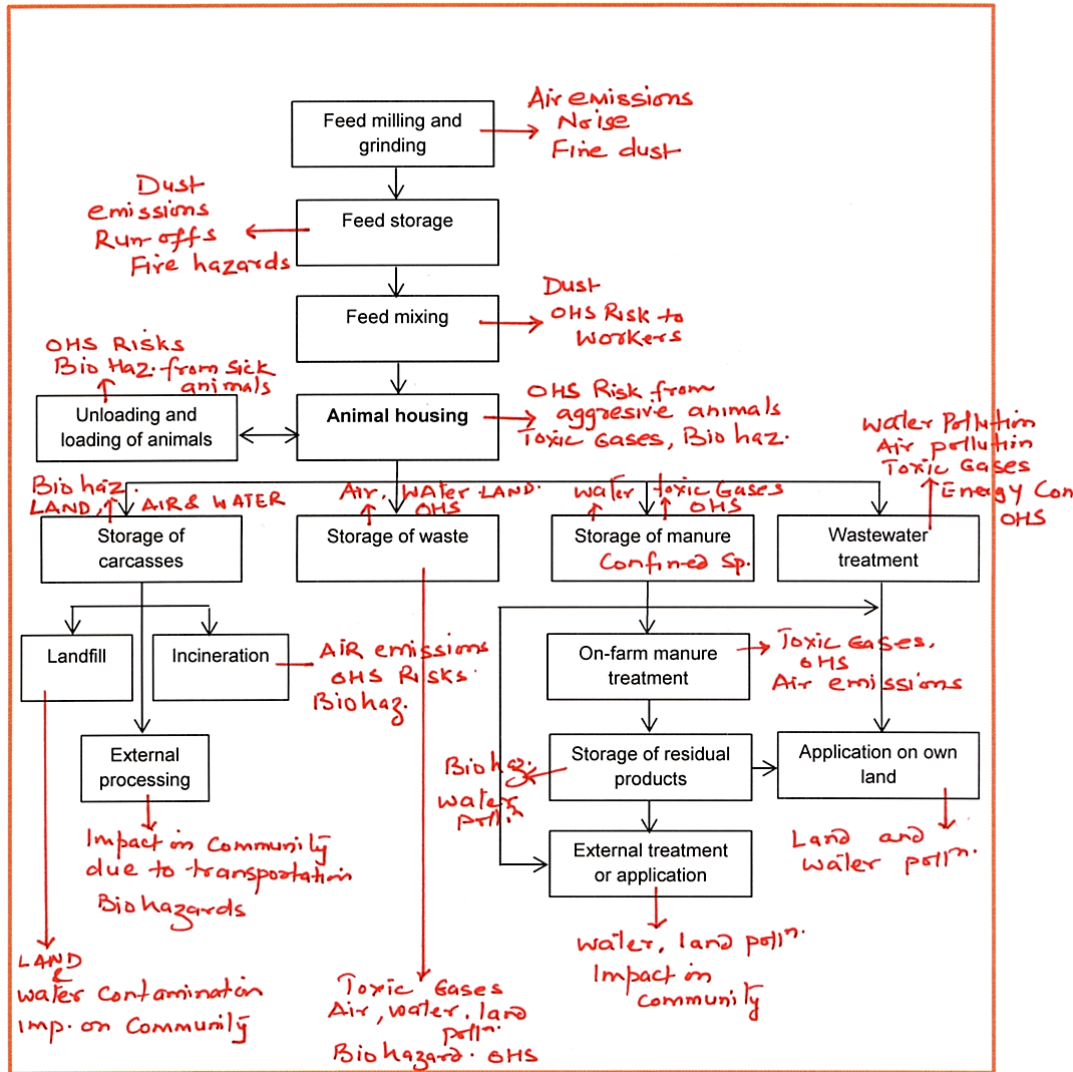 Feed milling and
grinding
Air emissions
Noise
Fine dust
Dust
emissions
Run-offs
Fire hazards
Feed storage
Feed mixing
Dust
OHS Risk to
workers
OHS RISKS
Bio Haz. from sick
animals
Unloading and
loading of animals
Animal housing
OHS Risk from
aggresive animals
Toxic Gases, Bio haz.
Water Pollution
Air pollution
Toxic Gases
Energy Con
OHS
Bio haz.
LAND, AIR & WATER
Air, WAter LAND.
OHS
water toxic Gases
OHS
Storage of
carcasses
Storage of waste
Storage of manure
Confined Sp.
Wastewater
treatment
Landfill
Incineration
AIR emissions
OHS RISKS.
Biohaz.
On-farm manure
treatment
Toxic Gases,
OHS
Air emissions
External
processing
Biohaz.
water
polln.
Storage of residual
products
Application on own
land
Impact on Community
due to transportation
Biohazards
External treatment
or application
Land and
water polln.
LAND
&
water contamination
Imp. on Community
Toxic Gases
Air, water, land
polln.
Biohazard. OHS
Water, land polln.
Impact on
community